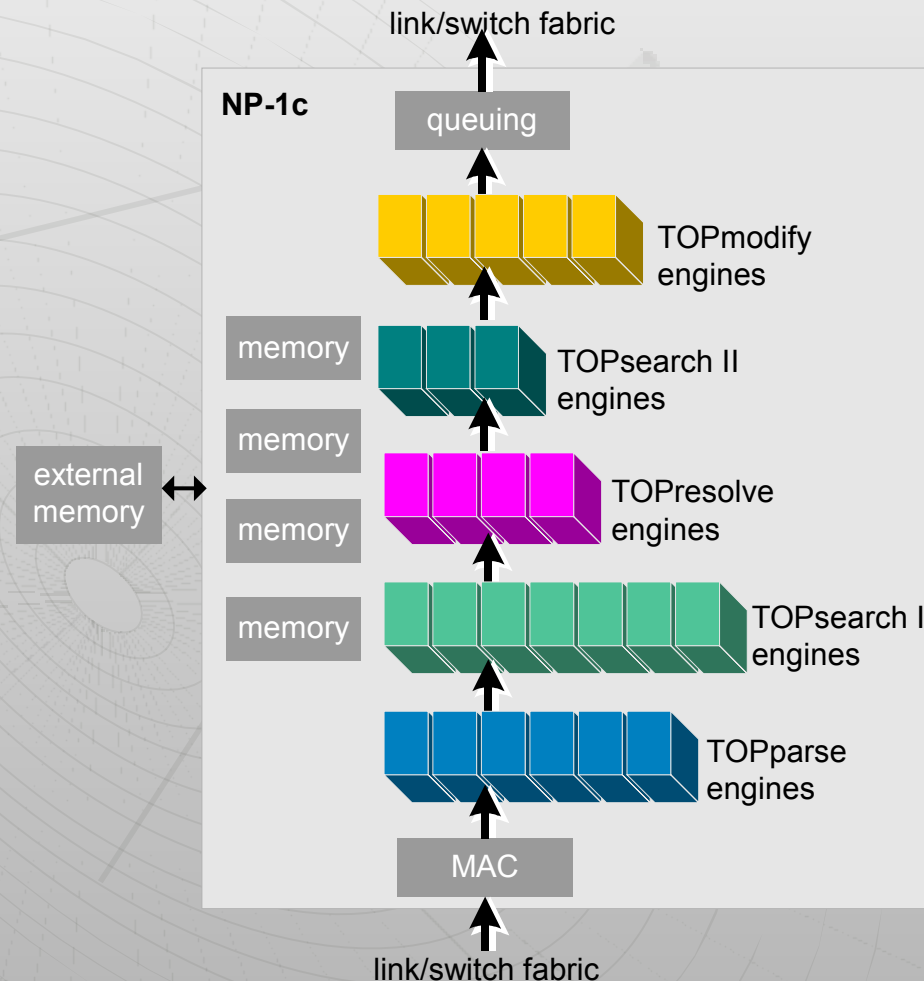 link/switch fabric
NP-1c
queuing
TOPmodify
engines
memory
TOPsearch II
engines
memory
external
memory
TOPresolve
engines
memory
memory
TOPsearch I
engines
TOPparse
engines
MAC
link/switch fabric